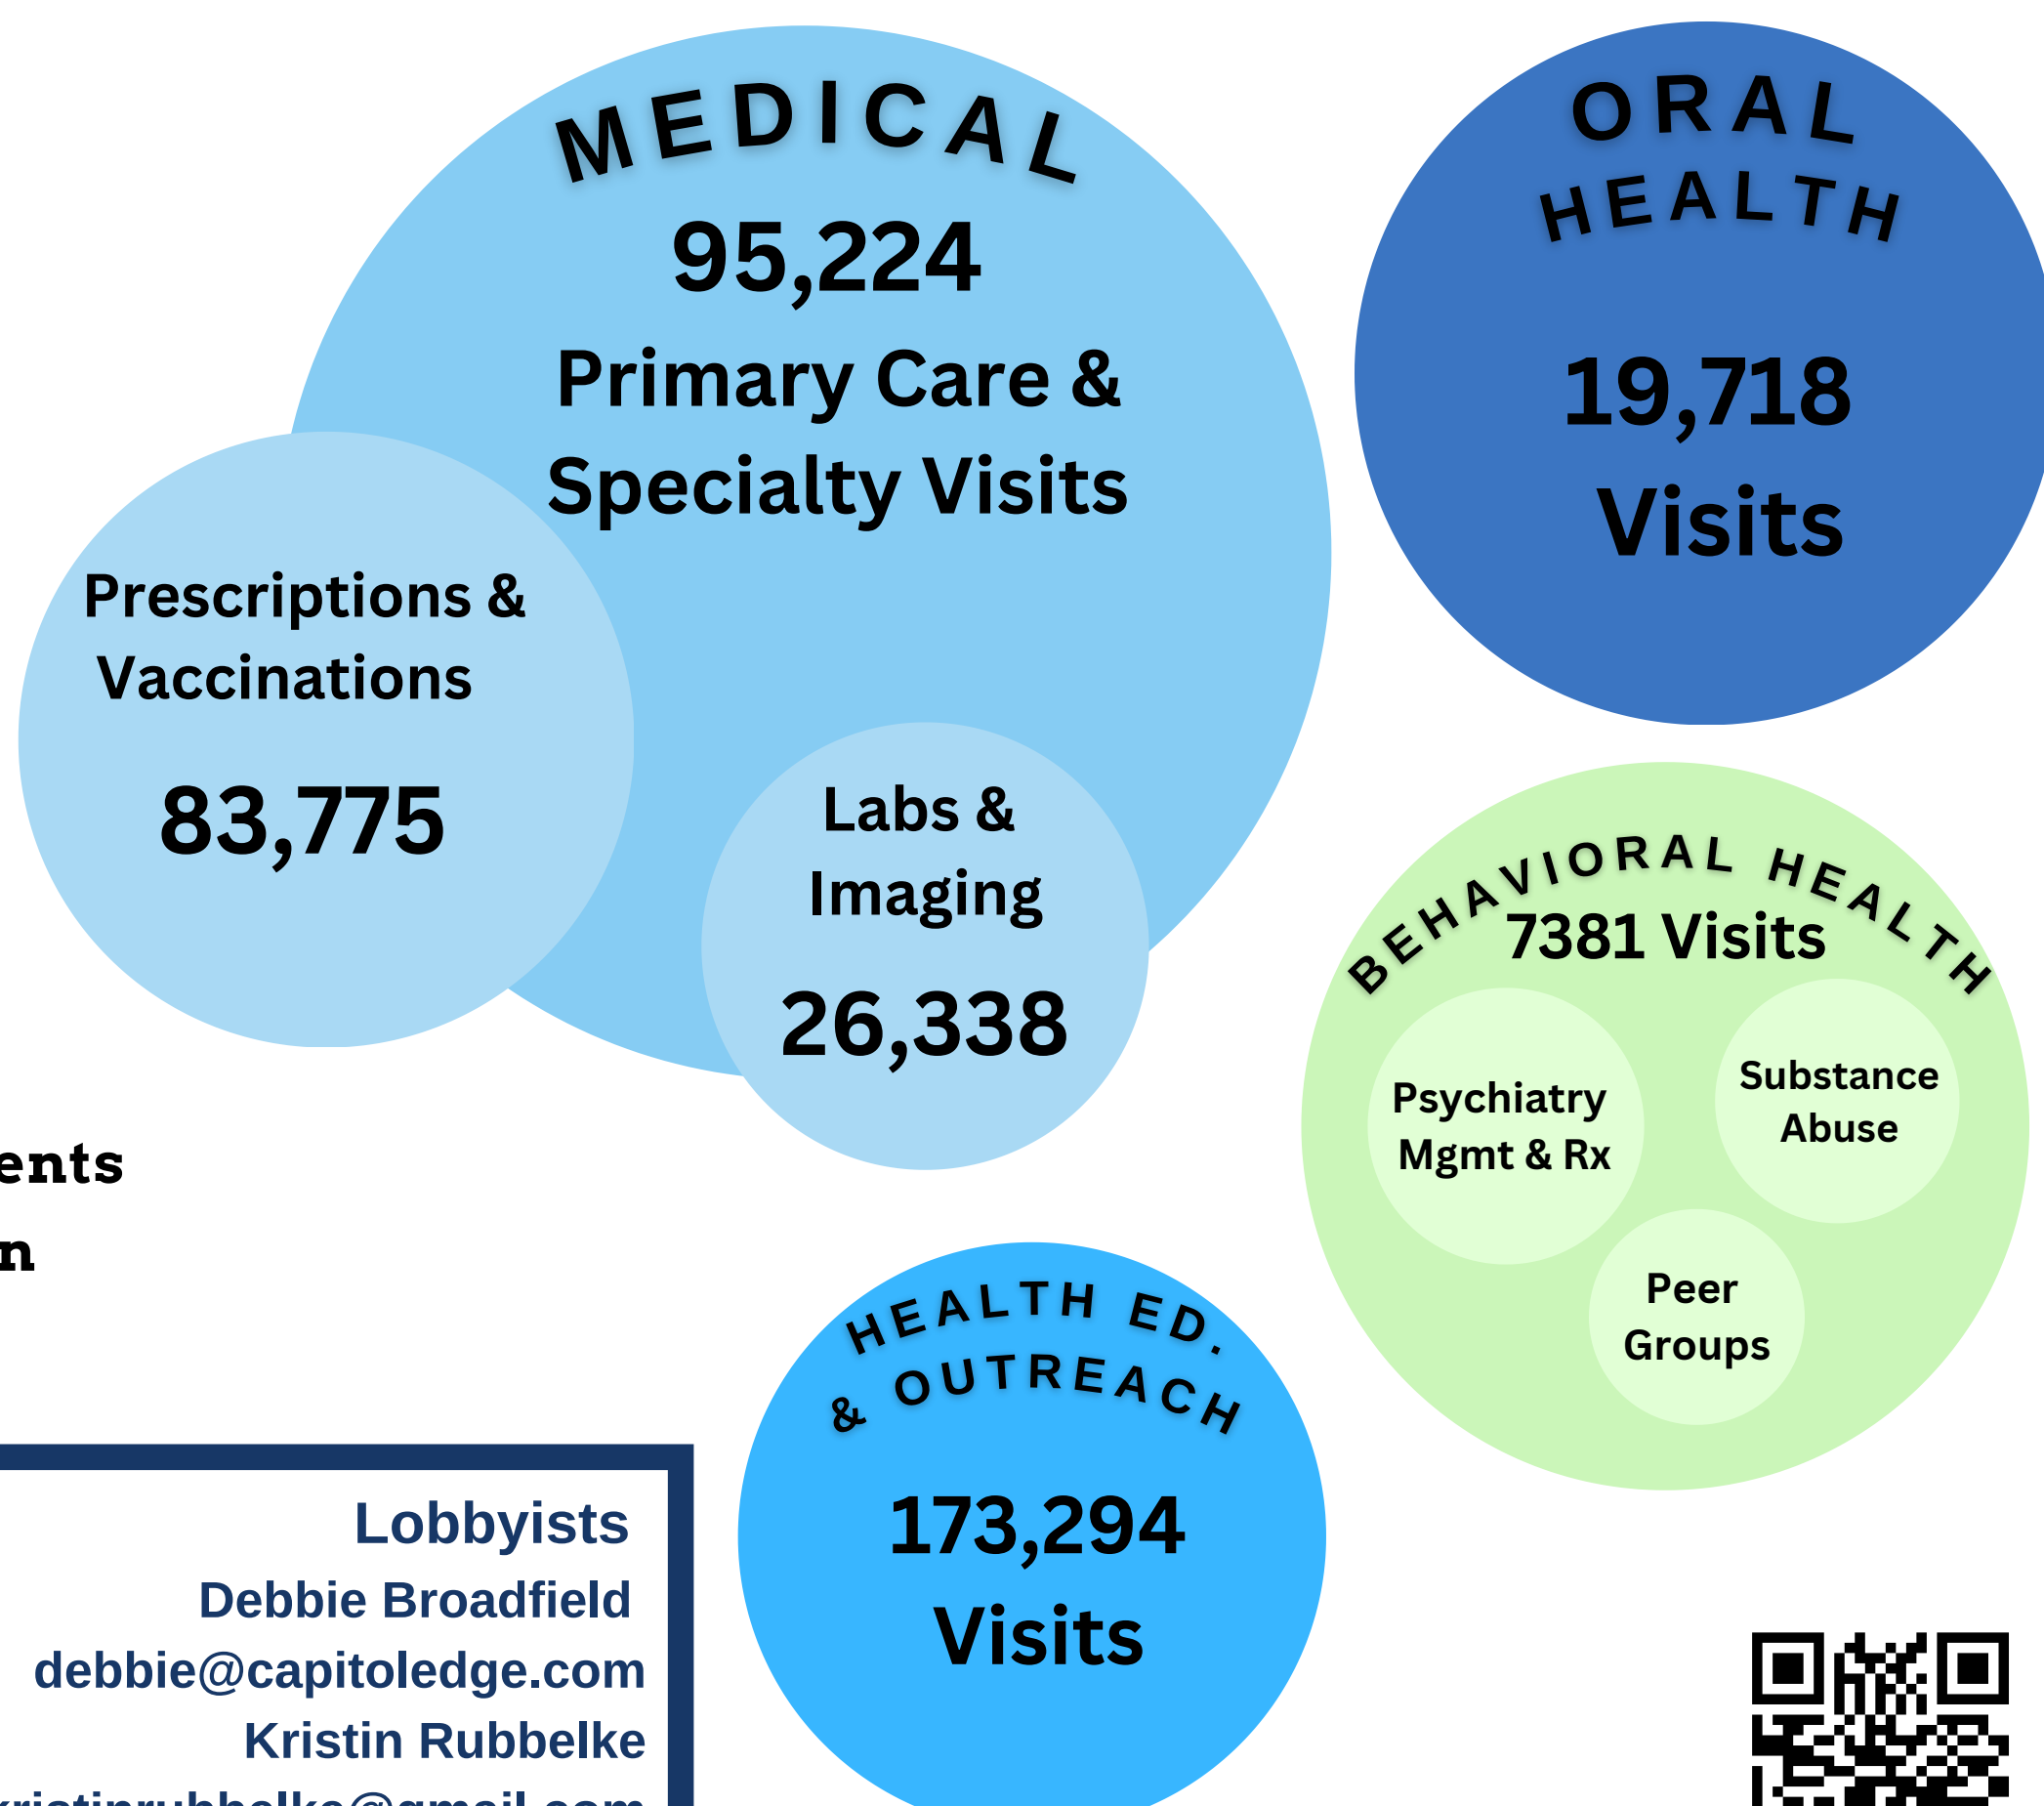 MEDICAL
95,224
Primary Care &
Specialty Visits
Prescriptions &
Vaccinations
83,775
Labs &
Imaging
26,338
ORAL
HEALTH
19,718
Visits
BEHAVIORAL HEALTH
7381 Visits
Psychiatry
Mgmt & Rx
Substance
Abuse
Peer
Groups
HEALTH ED.
& OUTREACH
173,294
Visits
Lobbyists
Debbie Broadfield
debbie@capitoledge.com
Kristin Rubbelke